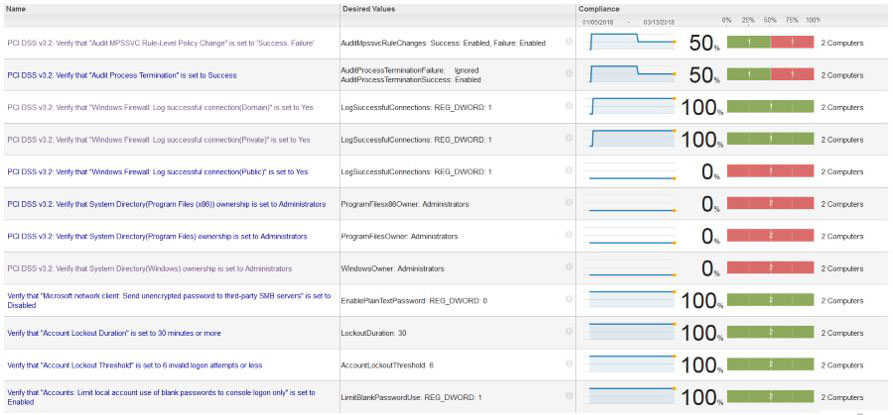 Name Desired Values Compliance
01/05/2018 - 03/13/2018 0% 25% 50% 75% 100%
PCI DSS v3.2: Verify that "Audit MPSSVC Rule-Level Policy Change" is set to 'Success, Failure' AuditMpssvcRuleChanges: Success: Enabled, Failure: Enabled 50% 1 1 2 Computers
PCI DSS v3.2: Verify that "Audit Process Termination" is set to Success AuditProcessTerminationFailure: Ignored
AuditProcessTerminationSuccess: Enabled 50% 1 1 2 Computers
PCI DSS v3.2: Verify that "Windows Firewall: Log successful connection(Domain)" is set to Yes LogSuccessfulConnections: REG_DWORD: 1 100% 1 2 Computers
PCI DSS v3.2: Verify that "Windows Firewall: Log successful connection(Private)" is set to Yes LogSuccessfulConnections: REG_DWORD: 1 100% 1 2 Computers
PCI DSS v3.2: Verify that "Windows Firewall: Log successful connection(Public)" is set to Yes LogSuccessfulConnections: REG_DWORD: 1 0% 1 2 Computers
PCI DSS v3.2: Verify that System Directory(Program Files (x86)) ownership is set to Administrators ProgramFilesx86Owner: Administrators 0% 2 2 Computers
PCI DSS v3.2: Verify that System Directory(Program Files) ownership is set to Administrators ProgramFilesOwner: Administrators 0% 2 2 Computers
PCI DSS v3.2: Verify that System Directory(Windows) ownership is set to Administrators WindowsOwner: Administrators 0% 2 2 Computers
Verify that "Microsoft network client: Send unencrypted password to third-party SMB servers" is set to
Disabled EnablePlainTextPassword: REG_DWORD: 0 100% 2 2 Computers
Verify that "Account Lockout Duration" is set to 30 minutes or more LockoutDuration: 30 100% 2 2 Computers
Verify that "Account Lockout Threshold" is set to 6 invalid logon attempts or less AccountLockoutThreshold: 6 100% 2 2 Computers
Verify that "Accounts: Limit local account use of blank passwords to console logon only" is set to
Enabled LimitBlankPasswordUse: REG_DWORD: 1 100% 2 2 Computers